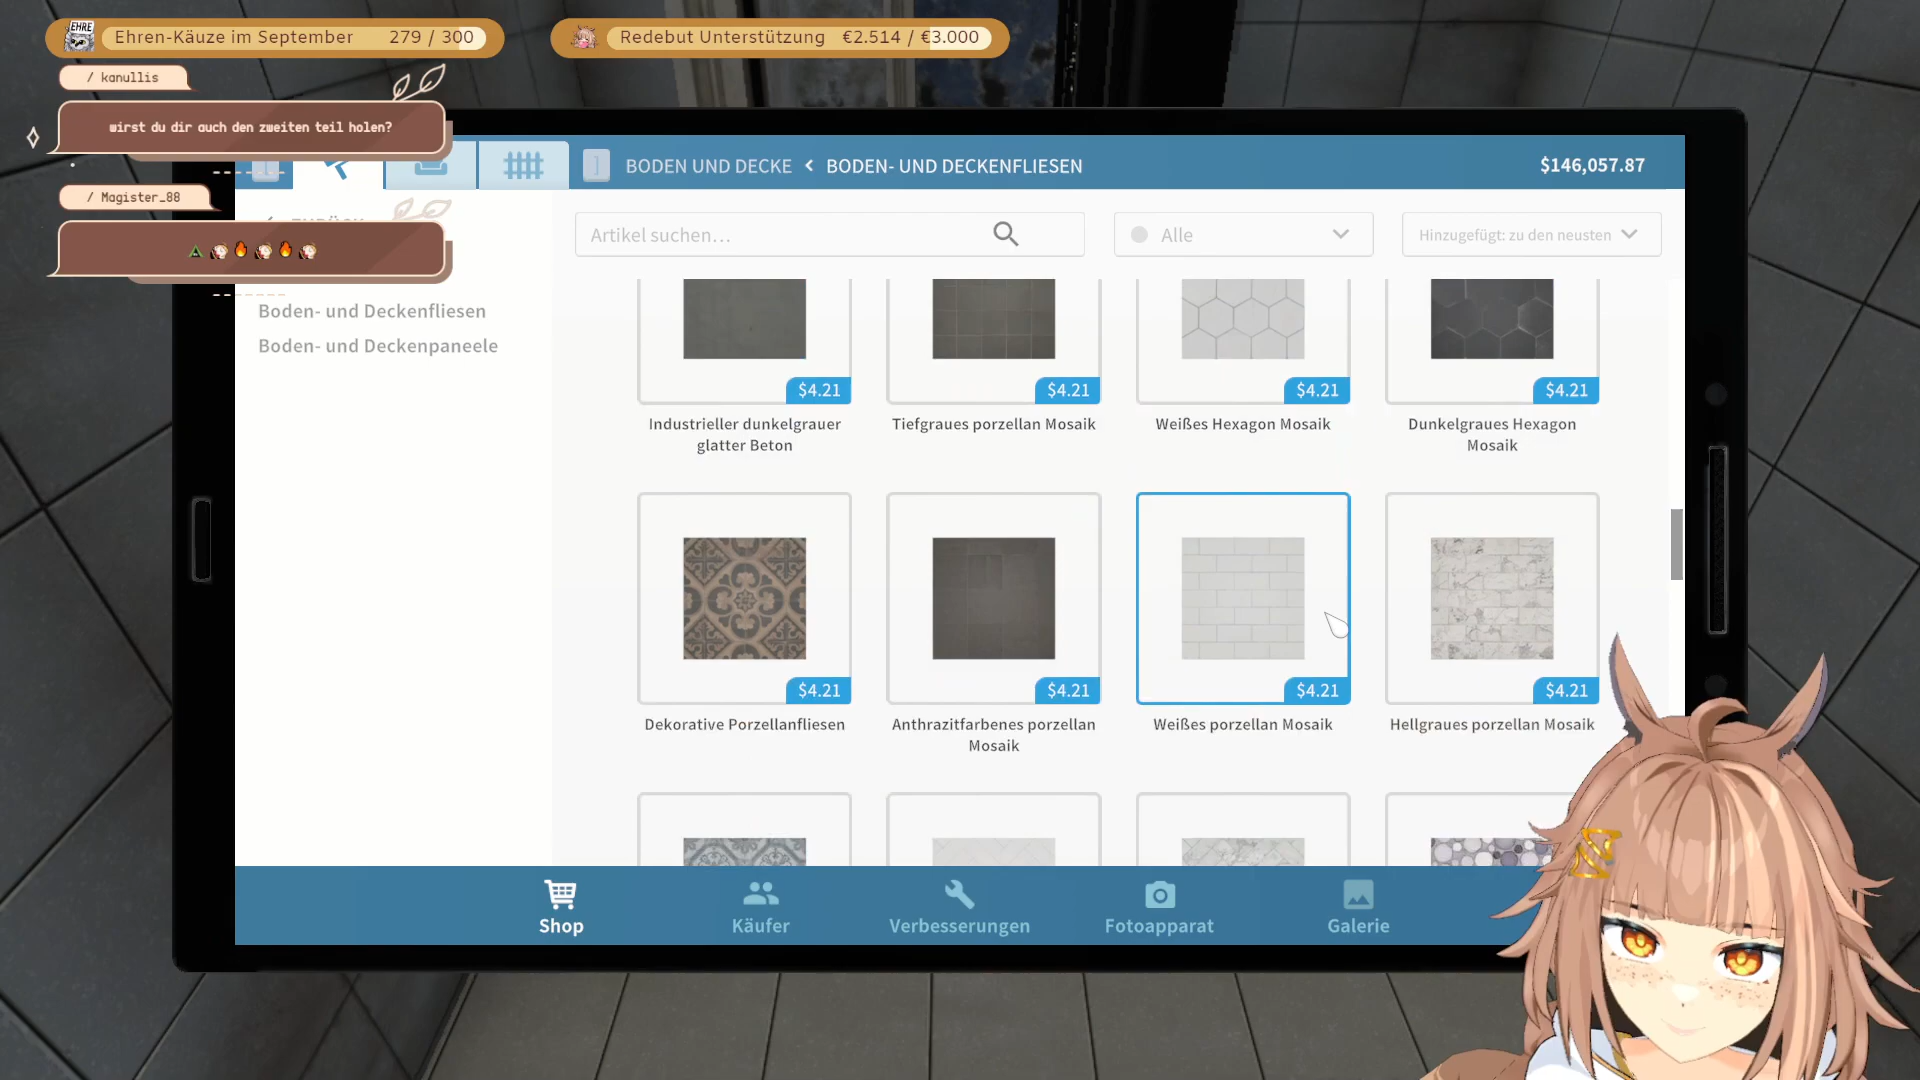 EHRE
Ehren-Käuze im September 279 / 300
Redebut Unterstützung €2.514 / €3.000
/ kanullis
wirst du dir auch den zweiten teil holen?
/ Magister_88
[
]
BODEN UND DECKE < BODEN- UND DECKENFLIESEN
$146,057.87
< ZURÜCK
Artikel suchen...
Alle
Hinzugefügt: zu den neusten
Boden- und Deckenfliesen
Boden- und Deckenpaneele
$4.21
$4.21
$4.21
$4.21
Industrieller dunkelgrauer
glatter Beton
Tiefgraues porzellan Mosaik
Weißes Hexagon Mosaik
Dunkelgraues Hexagon
Mosaik
$4.21
$4.21
$4.21
$4.21
Dekorative Porzellanfliesen
Anthrazitfarbenes porzellan
Mosaik
Weißes porzellan Mosaik
Hellgraues porzellan Mosaik
Shop
Käufer
Verbesserungen
Fotoapparat
Galerie